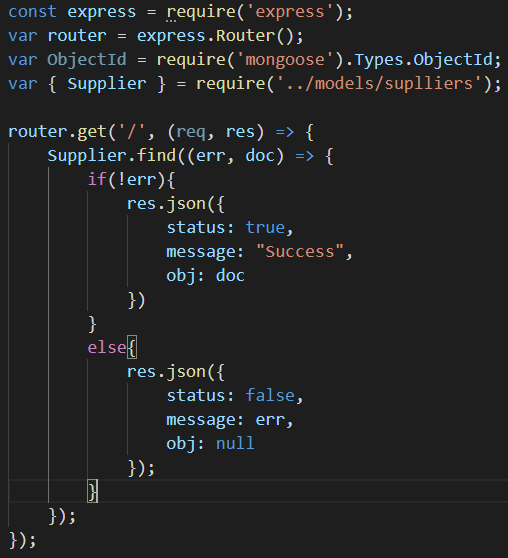 const express = require('express');
var router = express.Router();
var ObjectId = require('mongoose').Types.ObjectId;
var { Supplier } = require('../models/suplliers');
router.get('/', (req, res) => {
    Supplier.find((err, doc) => {
        if(!err){
            res.json({
                status: true,
                message: "Success",
                obj: doc
            })
        }
        else{
            res.json({
                status: false,
                message: err,
                obj: null
            });
        }
    });
});